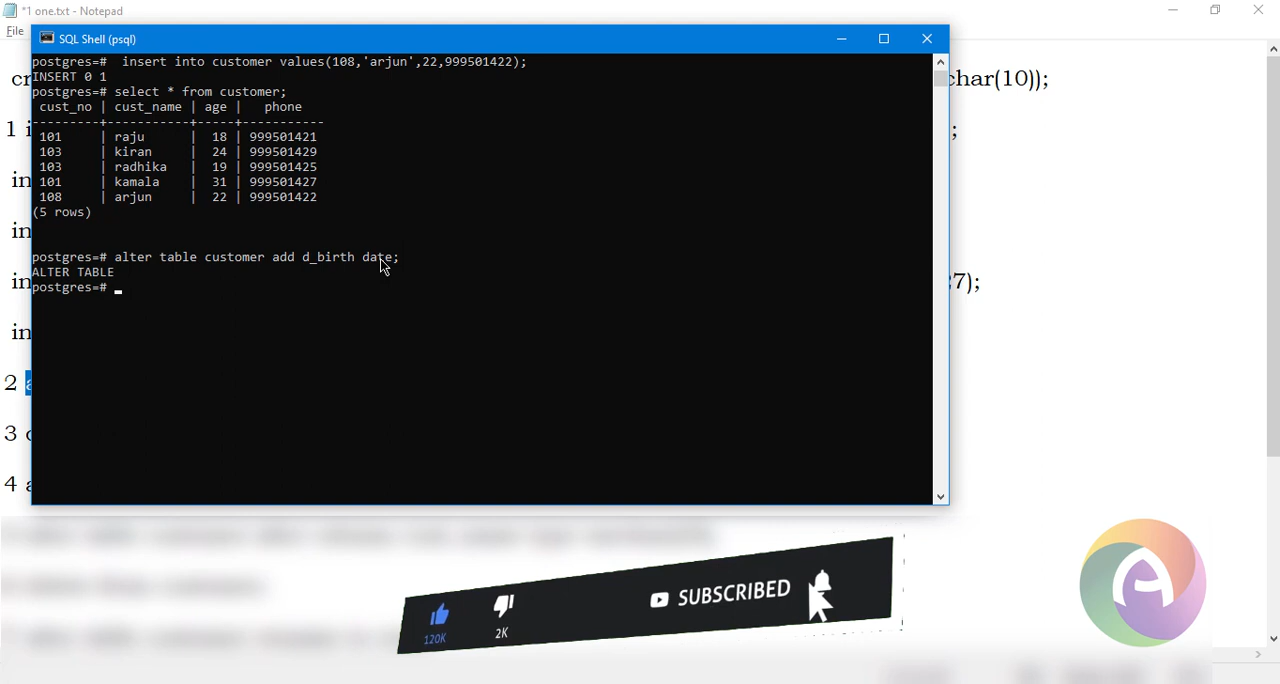 *1 one.txt - Notepad
File
SQL Shell (psql)
postgres=#  insert into customer values(108,'arjun',22,999501422);
INSERT 0 1
postgres=# select * from customer;
 cust_no | cust_name | age |   phone
---------+-----------+-----+-----------
 101     | raju      |  18 | 999501421
 103     | kiran     |  24 | 999501429
 103     | radhika   |  19 | 999501425
 101     | kamala    |  31 | 999501427
 108     | arjun     |  22 | 999501422
(5 rows)
postgres=# alter table customer add d_birth date;
ALTER TABLE
postgres=#
cr
char(10));
1 i
;
in
in
in
27);
in
2 a
3
4 a
120K
2K
SUBSCRIBED